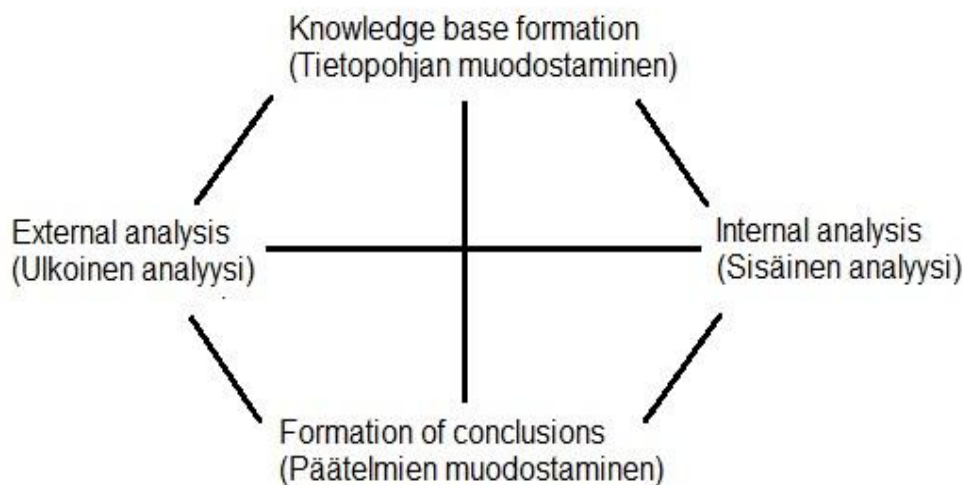 Knowledge base formation
(Tietopohjan muodostaminen)
External analysis
(Ulkoinen analyysi)
Internal analysis
(Sisäinen analyysi)
Formation of conclusions
(Päätelmien muodostaminen)